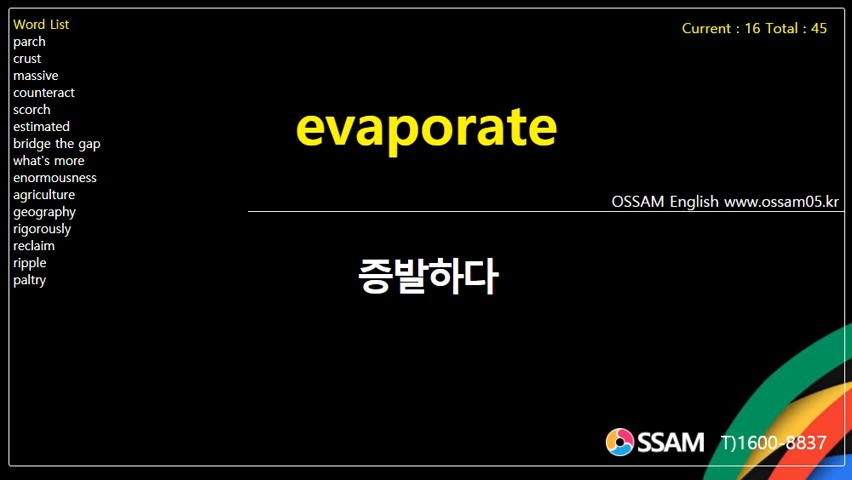 Word List
parch
crust
massive
counteract
scorch
estimated
bridge the gap
what's more
enormousness
agriculture
geography
rigorously
reclaim
ripple
paltry
Current : 16 Total : 45
evaporate
OSSAM English www.ossam05.kr
증발하다
OSSAM T)1600-8837